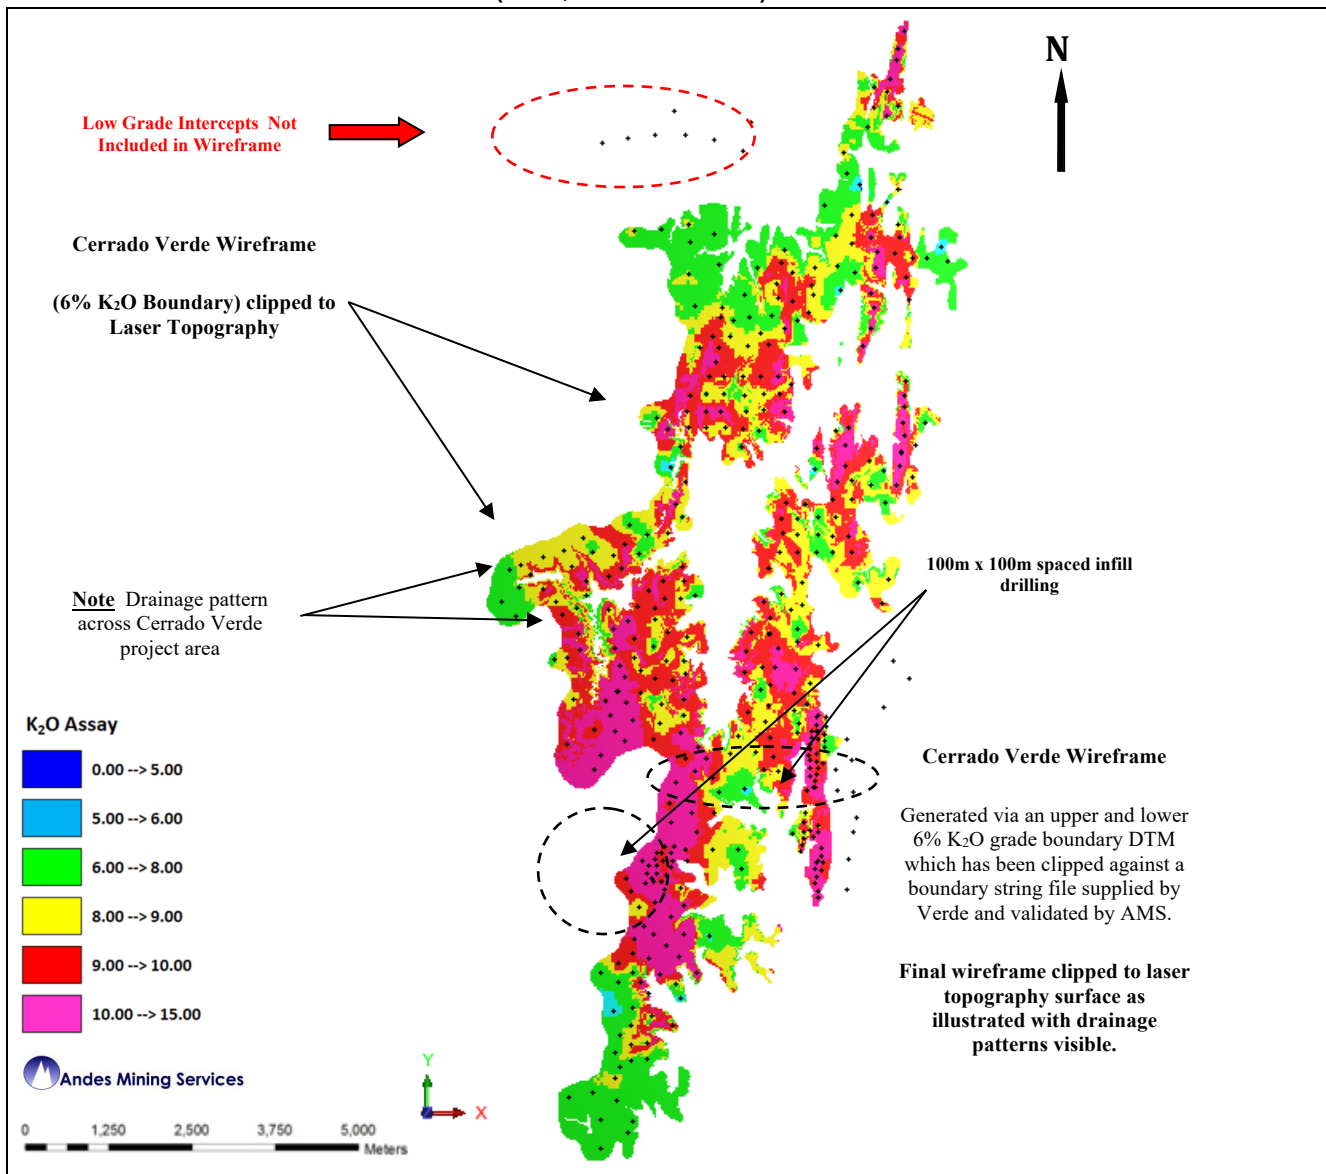 N
Low Grade Intercepts Not
Included in Wireframe
Cerrado Verde Wireframe
(6% K₂O Boundary) clipped to
Laser Topography
Note Drainage pattern
across Cerrado Verde
project area
100m x 100m spaced infill
drilling
K₂O Assay
0.00 --> 5.00
5.00 --> 6.00
6.00 --> 8.00
8.00 --> 9.00
9.00 --> 10.00
10.00 --> 15.00
Cerrado Verde Wireframe
Generated via an upper and lower
6% K₂O grade boundary DTM
which has been clipped against a
boundary string file supplied by
Verde and validated by AMS.
Final wireframe clipped to laser
topography surface as
illustrated with drainage
patterns visible.
Andes Mining Services
Y
X
0 1,250 2,500 3,750 5,000
Meters